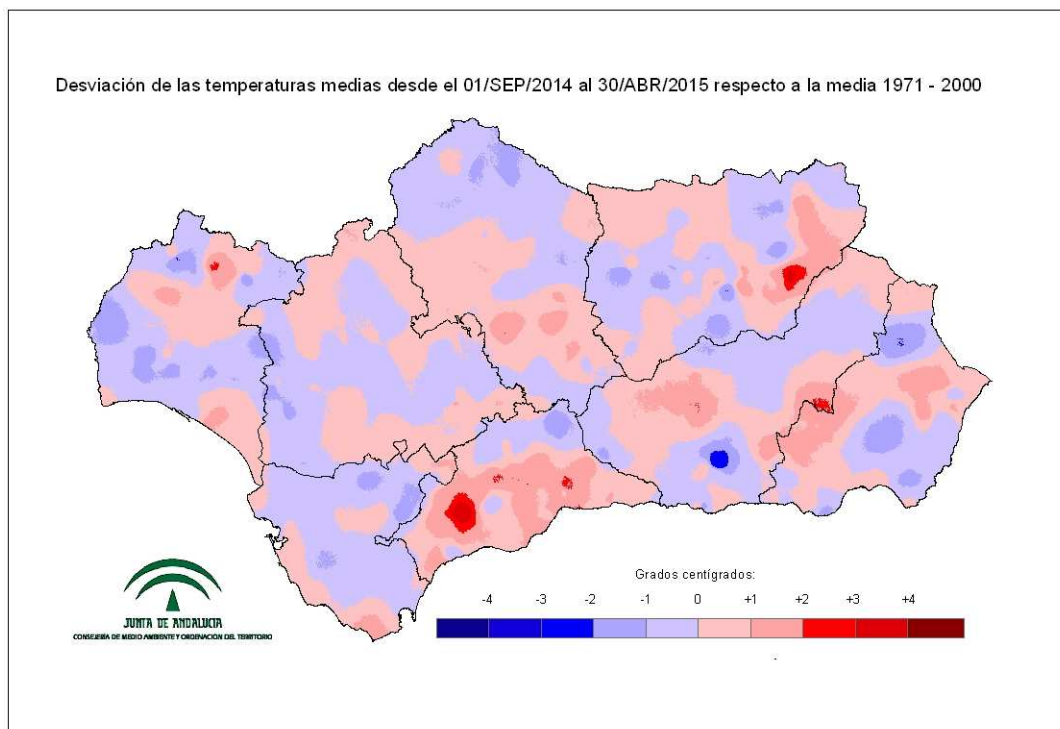 Desviación de las temperaturas medias desde el 01/SEP/2014 al 30/ABR/2015 respecto a la media 1971 - 2000
Grados centígrados:
-4 -3 -2 -1 0 +1 +2 +3 +4
JUNTA DE ANDALUCIA
CONSEJERÍA DE MEDIO AMBIENTE Y ORDENACIÓN DEL TERRITORIO